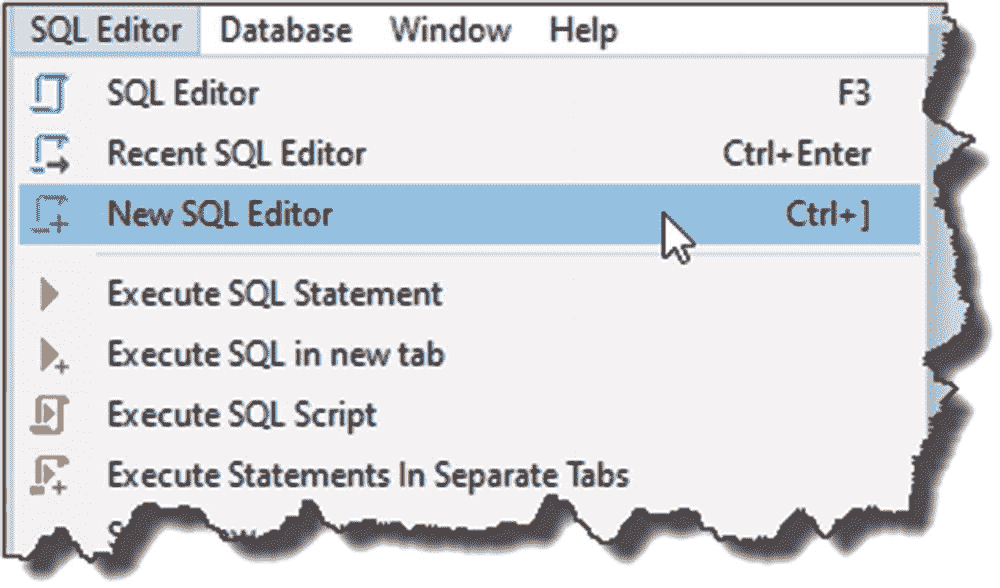 SQL Editor Database Window Help
SQL Editor F3
Recent SQL Editor Ctrl+Enter
New SQL Editor Ctrl+]
Execute SQL Statement
Execute SQL in new tab
Execute SQL Script
Execute Statements In Separate Tabs